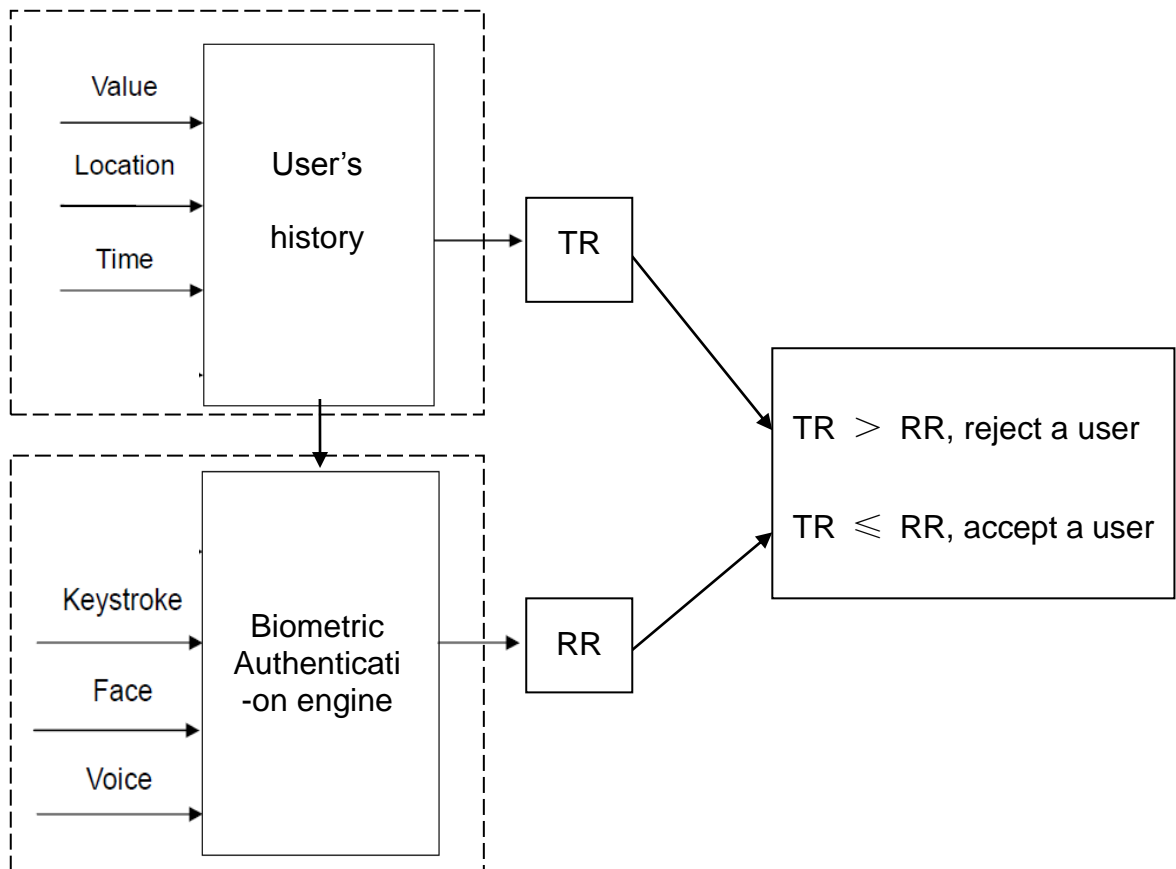 Value
Location
Time
User's
history
TR
TR > RR, reject a user
TR ≤ RR, accept a user
Keystroke
Face
Voice
Biometric
Authenticati
-on engine
RR